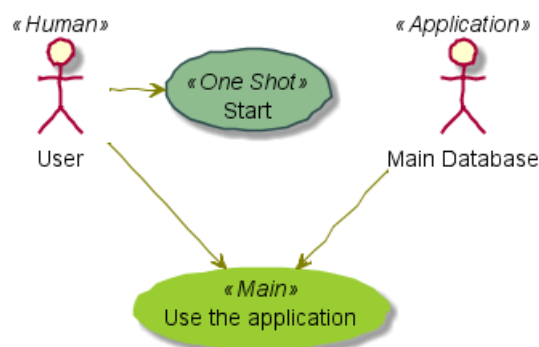 «Human»
User
«One Shot»
Start
«Application»
Main Database
«Main»
Use the application